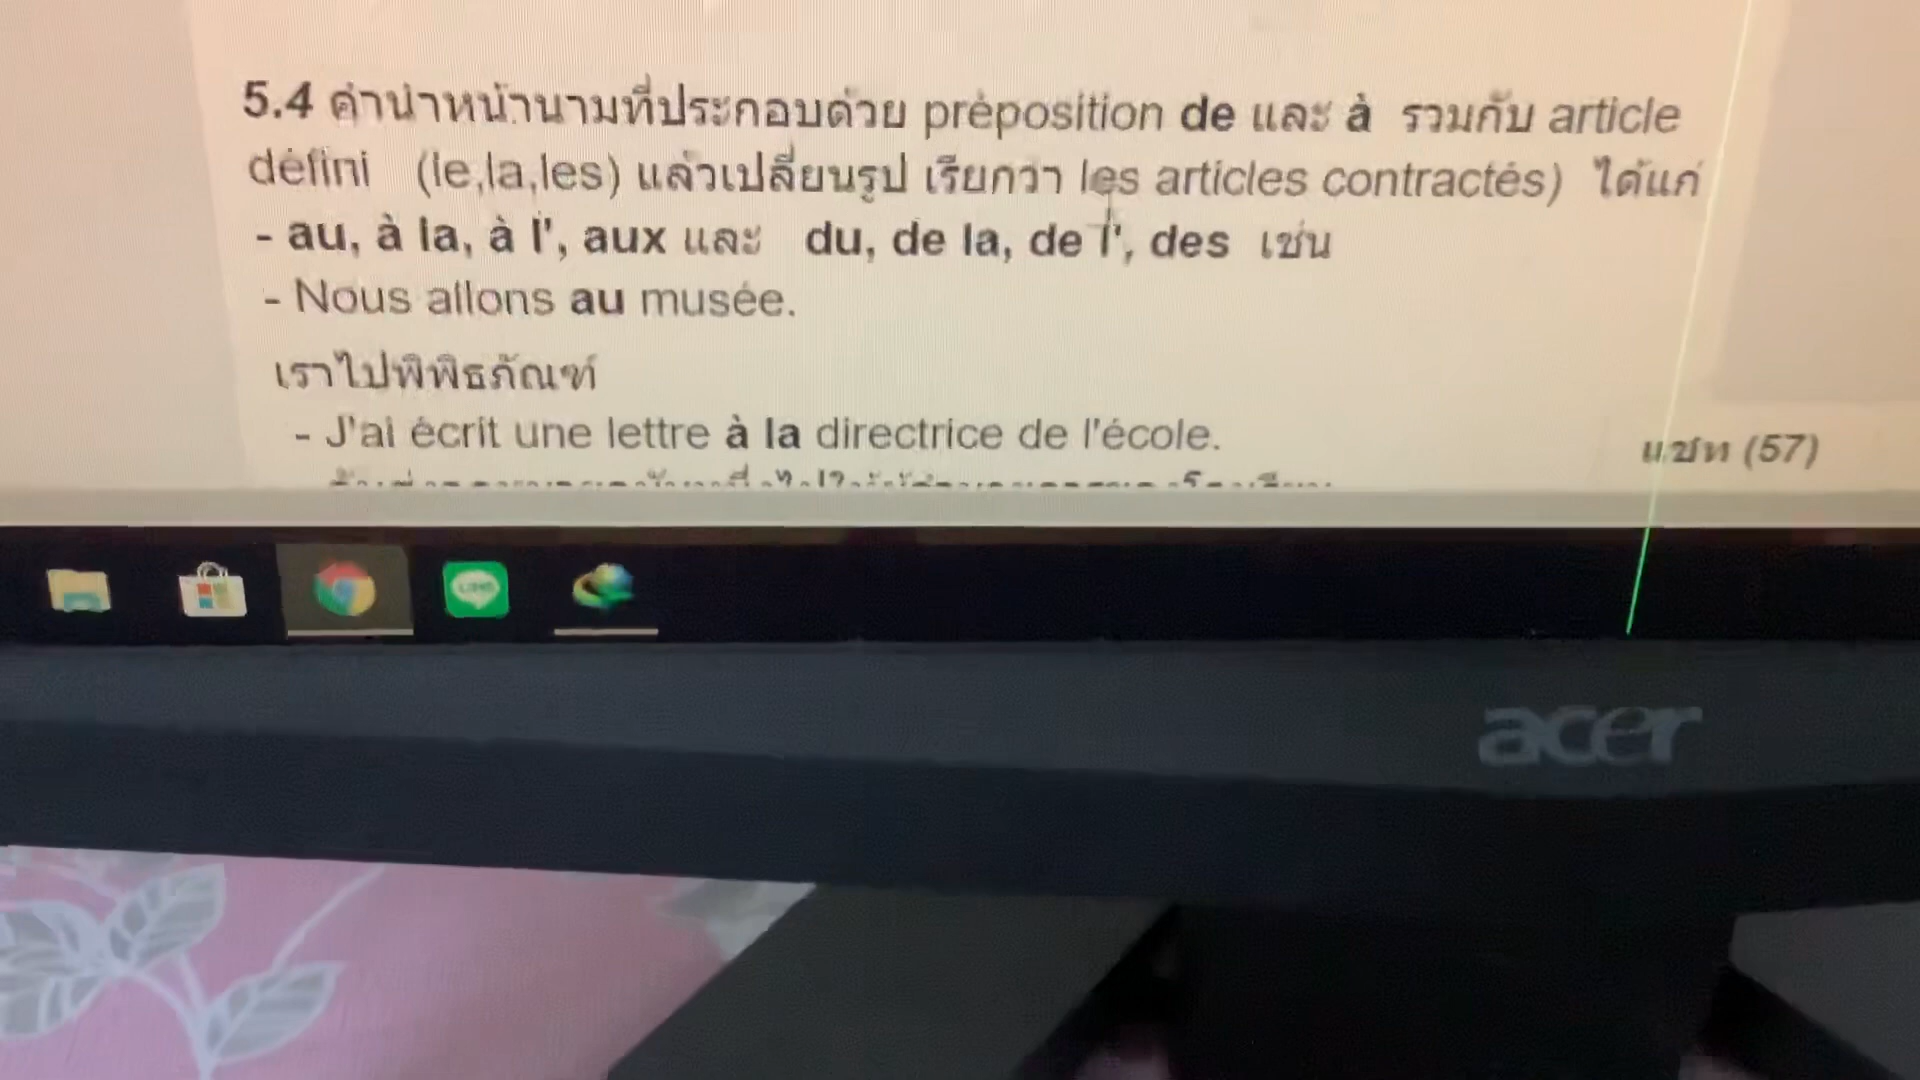 5.4 คำนำหน้านามที่ประกอบด้วย préposition de และ à รวมกับ article
défini (le,la,les) แล้วเปลี่ยนรูป เรียกว่า les articles contractés) ได้แก่
- au, à la, à l', aux และ du, de la, de l', des เช่น
- Nous allons au musée.
เราไปพิพิธภัณฑ์
- J'ai écrit une lettre à la directrice de l'école.
แชท (57)
LINE
acer